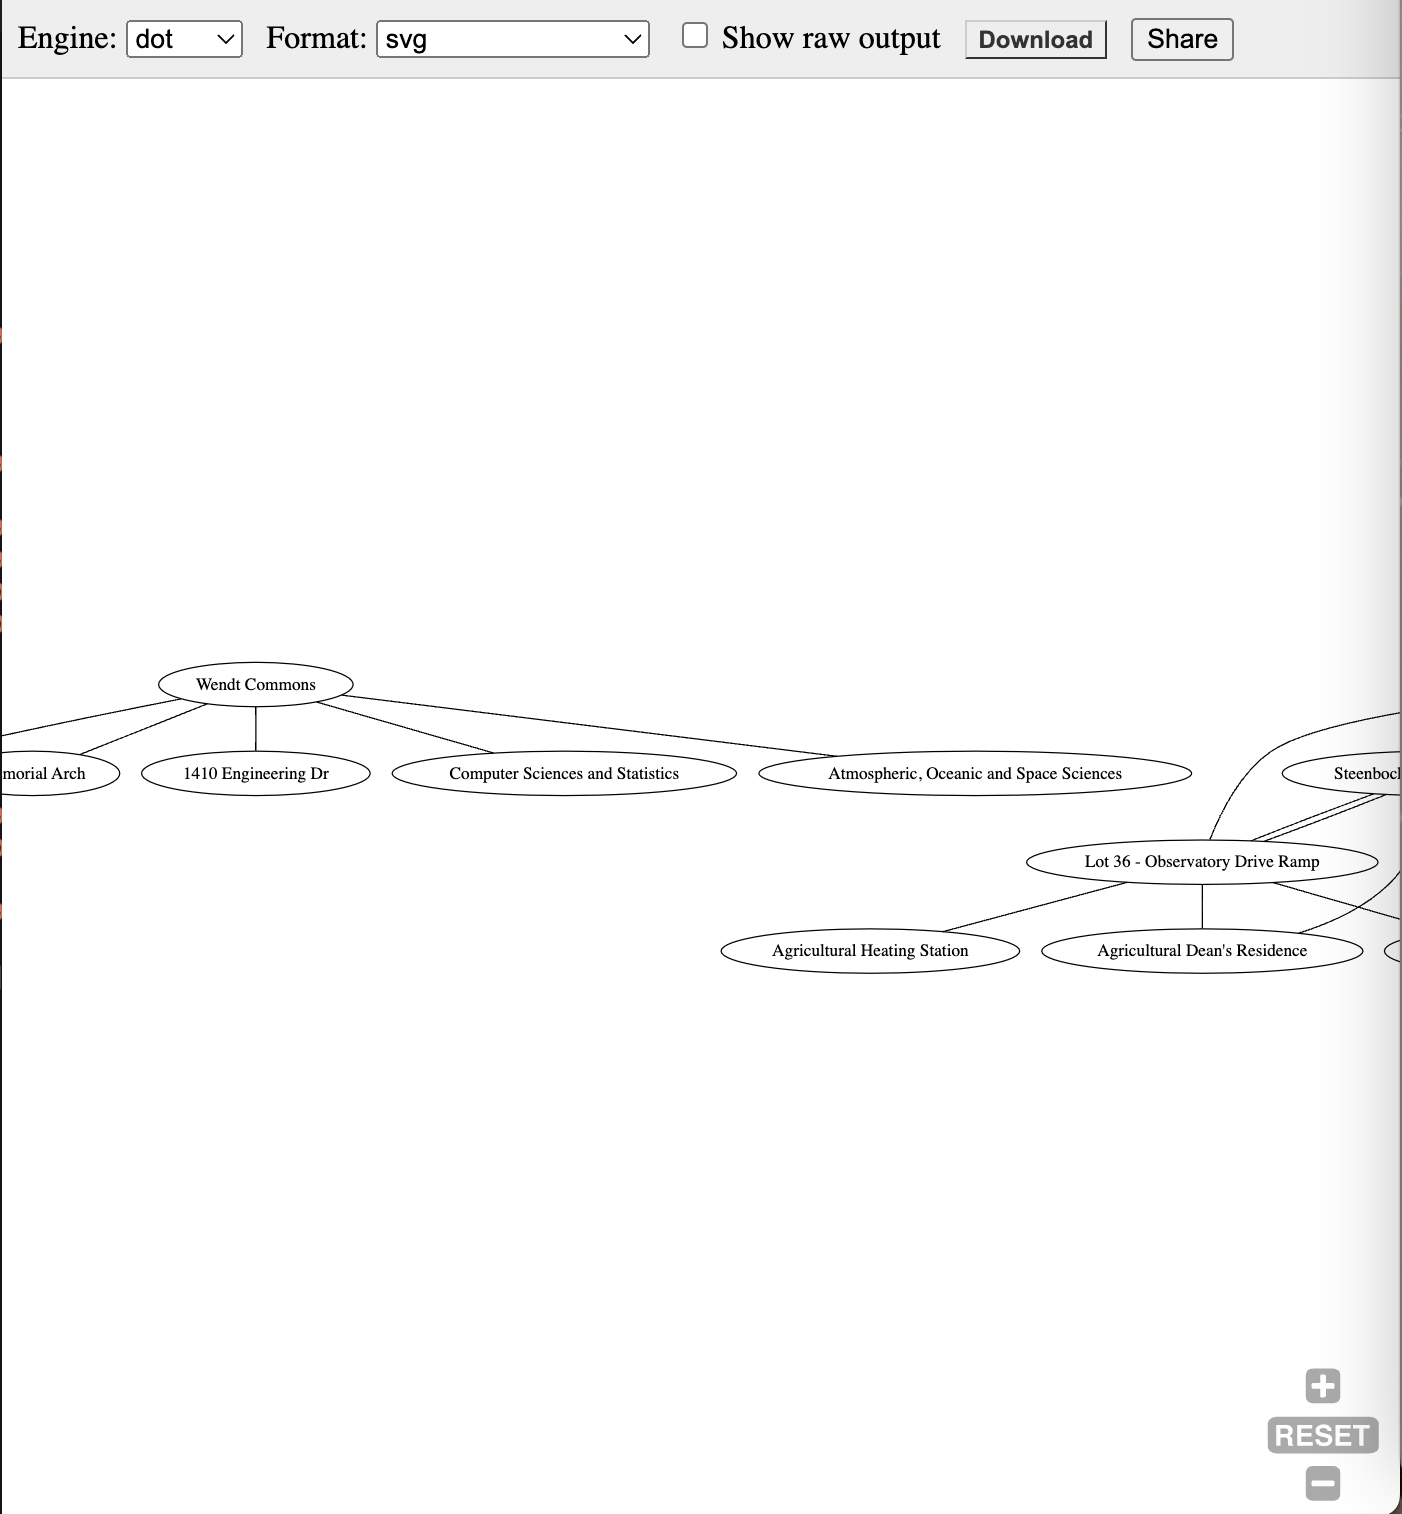 Engine: dot Format: svg Show raw output Download Share
Wendt Commons
morial Arch 1410 Engineering Dr Computer Sciences and Statistics Atmospheric, Oceanic and Space Sciences Steenboc
Lot 36 - Observatory Drive Ramp
Agricultural Heating Station Agricultural Dean's Residence
RESET